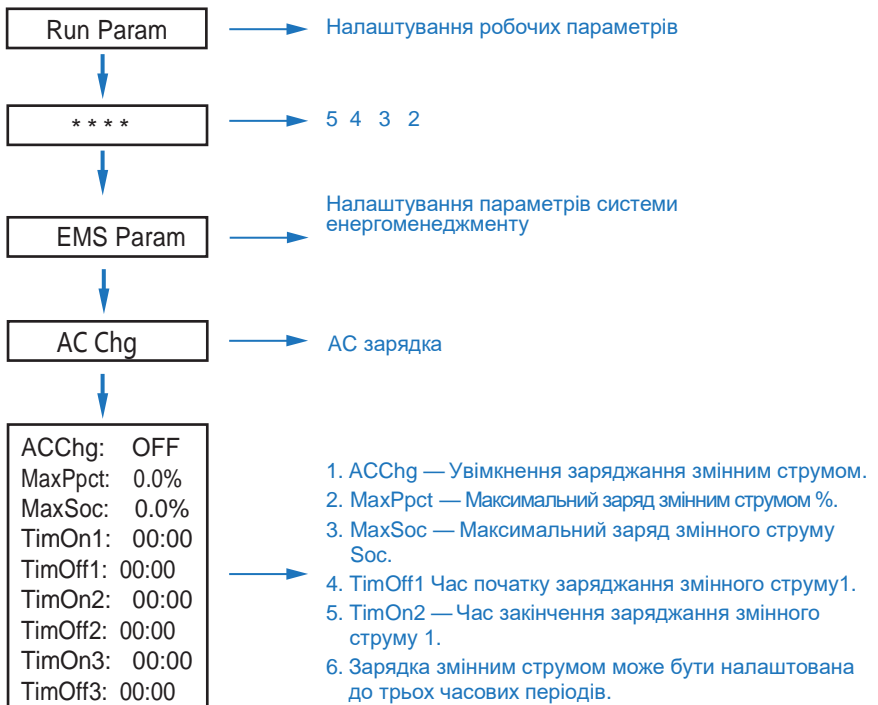 Run Param
Налаштування робочих параметрів
* * * *
5 4 3 2
EMS Param
Налаштування параметрів системи
енергоменеджменту
AC Chg
АС зарядка
ACChg: OFF
MaxPpct: 0.0%
MaxSoc: 0.0%
TimOn1: 00:00
TimOff1: 00:00
TimOn2: 00:00
TimOff2: 00:00
TimOn3: 00:00
TimOff3: 00:00
1. ACChg — Увімкнення заряджання змінним струмом.
2. MaxPpct — Максимальний заряд змінним струмом %.
3. MaxSoc — Максимальний заряд змінного струму
Soc.
4. TimOff1 Час початку заряджання змінного струму1.
5. TimOn2 — Час закінчення заряджання змінного
струму 1.
6. Зарядка змінним струмом може бути налаштована
до трьох часових періодів.